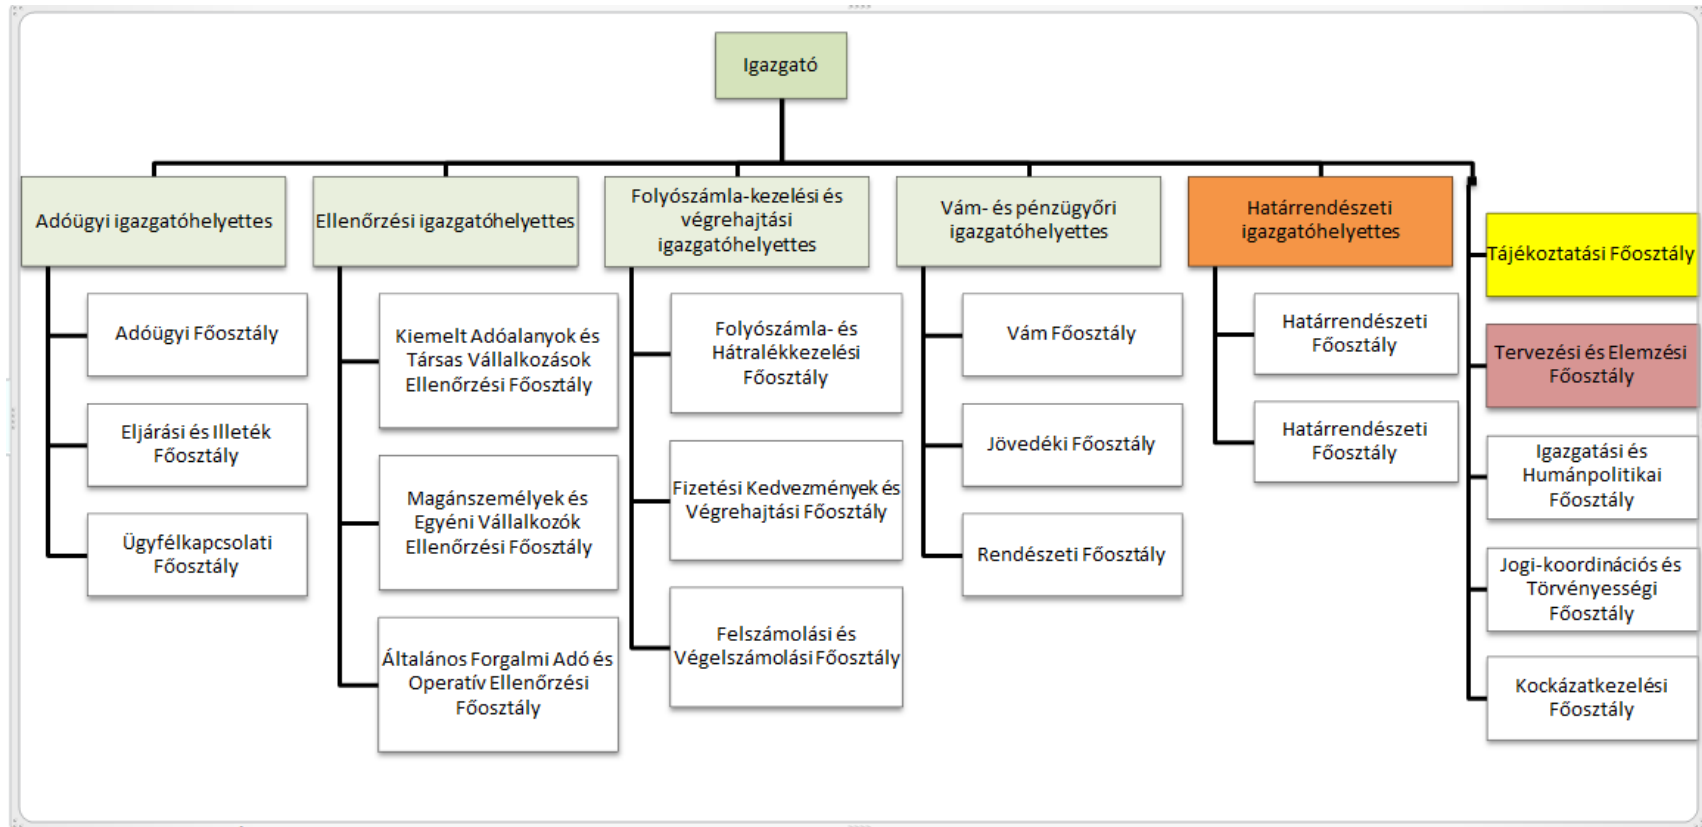 Igazgató
Adóügyi igazgatóhelyettes
Adóügyi Főosztály
Eljárási és Illeték
Főosztály
Ügyfélkapcsolati
Főosztály
Ellenőrzési igazgatóhelyettes
Kiemelt Adóalanyok és
Társas Vállalkozások
Ellenőrzési Főosztály
Magánszemélyek és
Egyéni Vállalkozók
Ellenőrzési Főosztály
Általános Forgalmi Adó és
Operatív Ellenőrzési
Főosztály
Folyószámla-kezelési és
végrehajtási
igazgatóhelyettes
Folyószámla- és
Hátralékkezelési
Főosztály
Fizetési Kedvezmények és
Végrehajtási Főosztály
Felszámolási és
Végelszámolási Főosztály
Vám- és pénzügyőri
igazgatóhelyettes
Vám Főosztály
Jövedéki Főosztály
Rendészeti Főosztály
Határrendészeti
igazgatóhelyettes
Határrendészeti
Főosztály
Határrendészeti
Főosztály
Tájékoztatási Főosztály
Tervezési és Elemzési
Főosztály
Igazgatási és
Humánpolitikai
Főosztály
Jogi-koordinációs és
Törvényességi
Főosztály
Kockázatkezelési
Főosztály